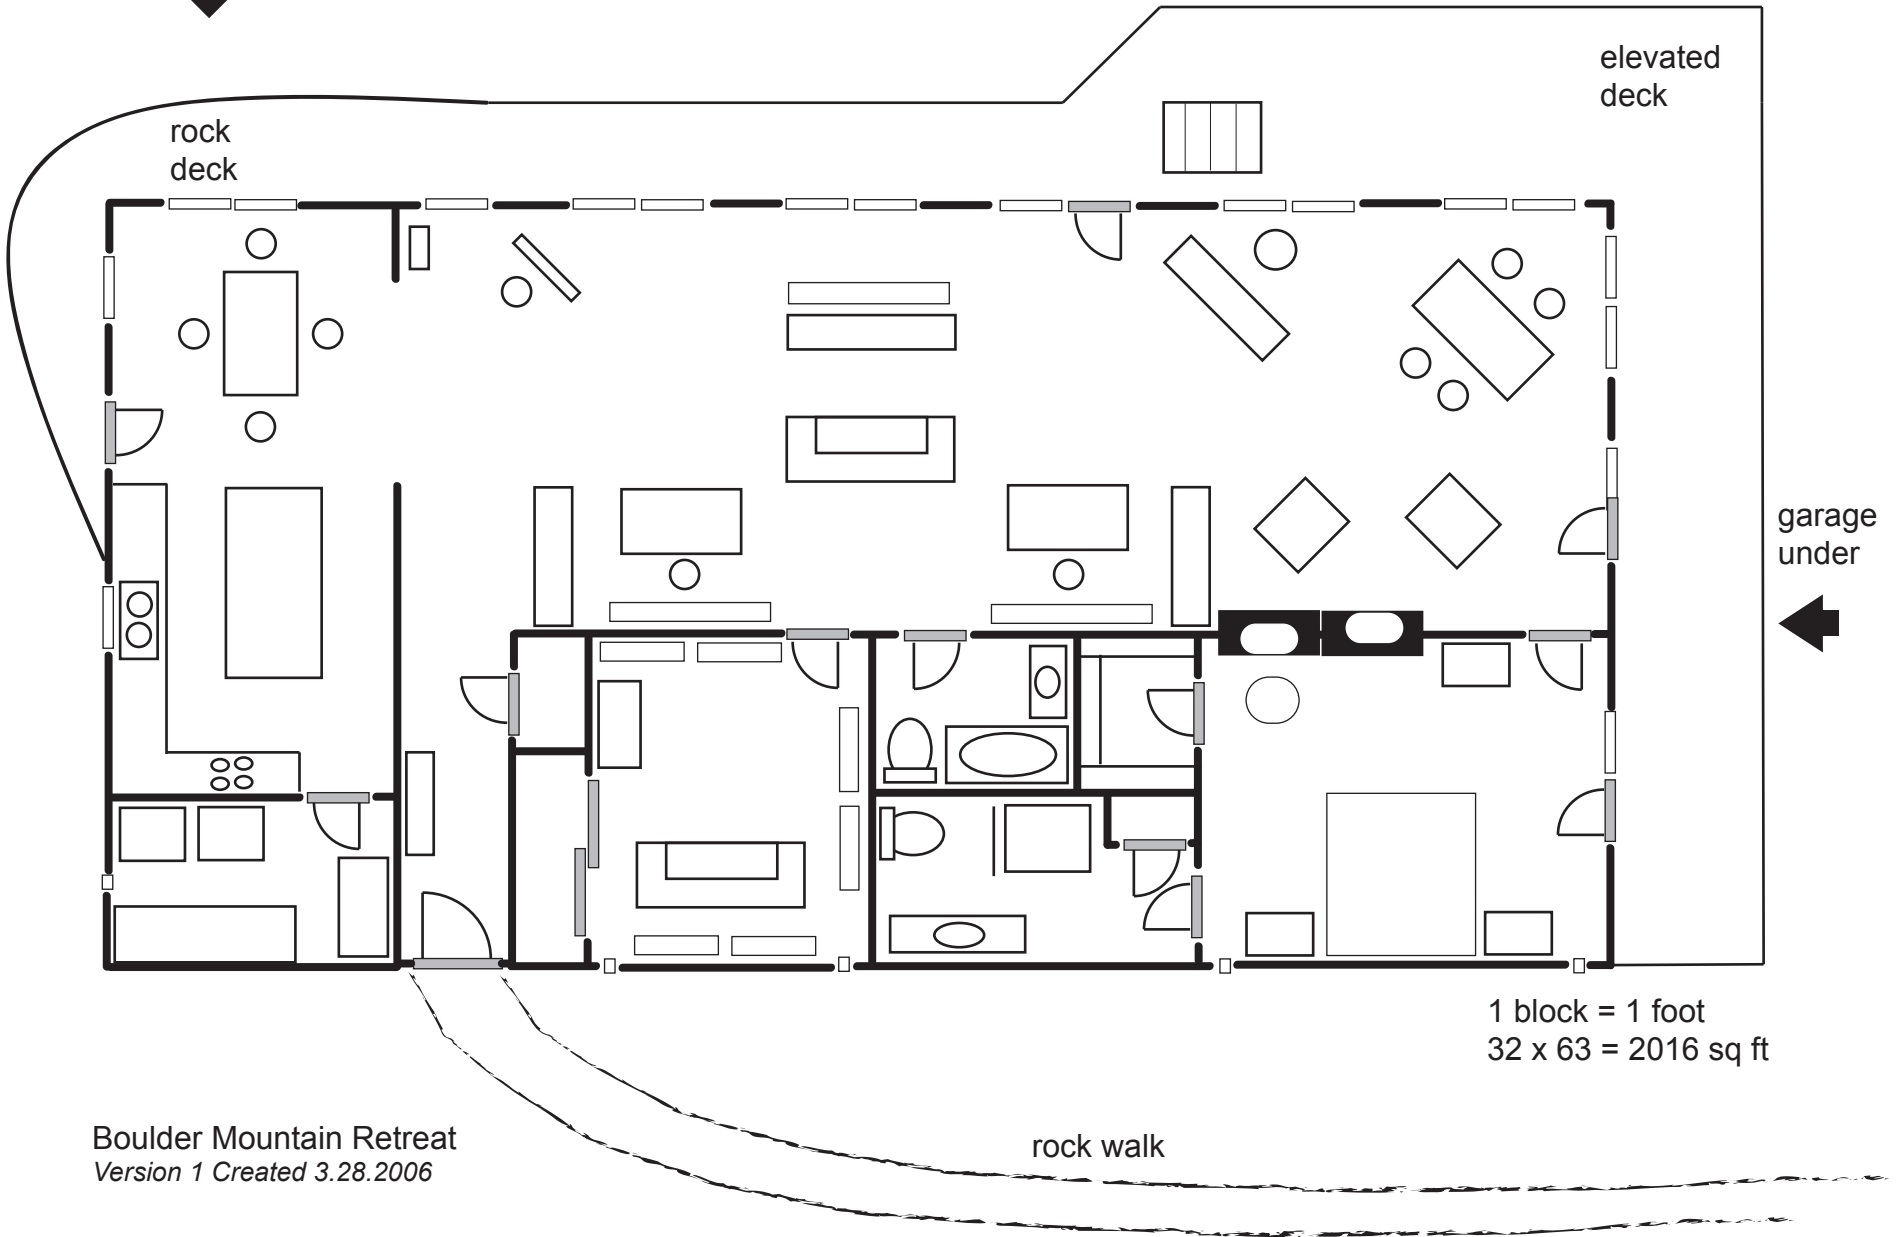 elevated
deck
rock
deck
garage
under
1 block = 1 foot
32 x 63 = 2016 sq ft
Boulder Mountain Retreat
Version 1 Created 3.28.2006
rock walk